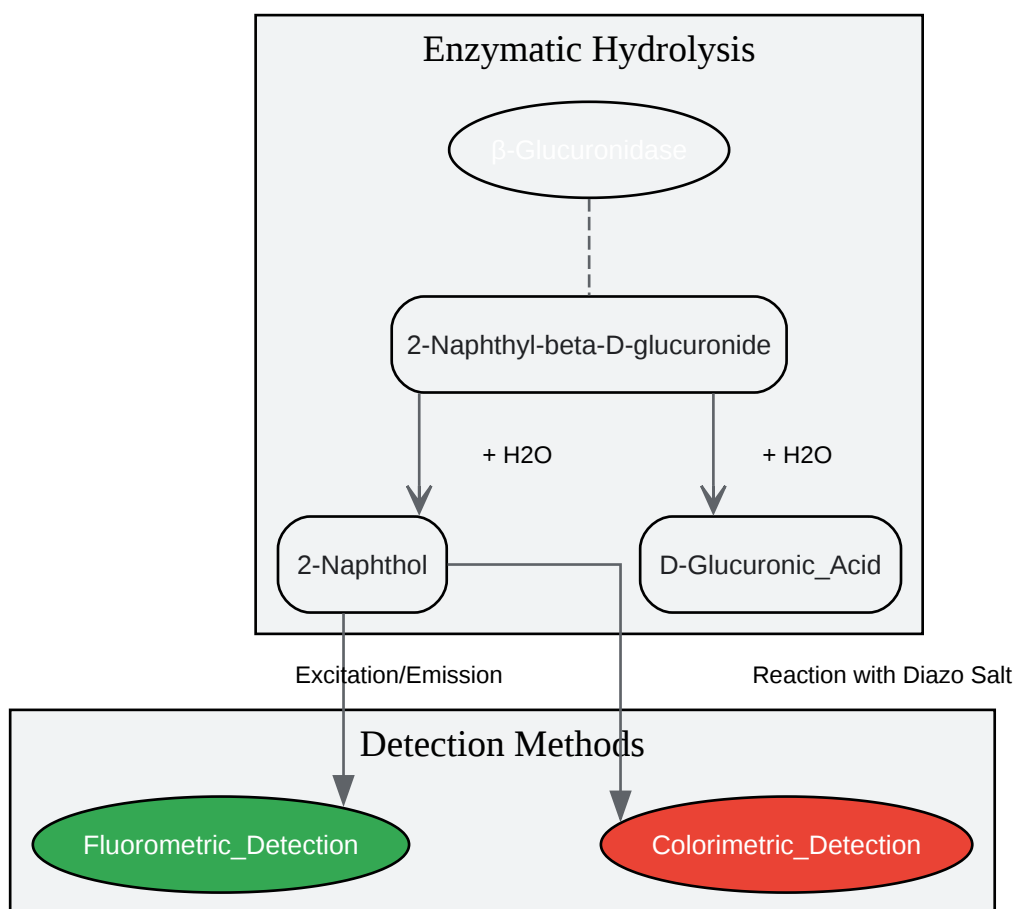 Enzymatic Hydrolysis
β-Glucuronidase
2-Naphthyl-beta-D-glucuronide
+ H2O
+ H2O
2-Naphthol
D-Glucuronic_Acid
Excitation/Emission
Reaction with Diazo Salt
Detection Methods
Fluorometric_Detection
Colorimetric_Detection